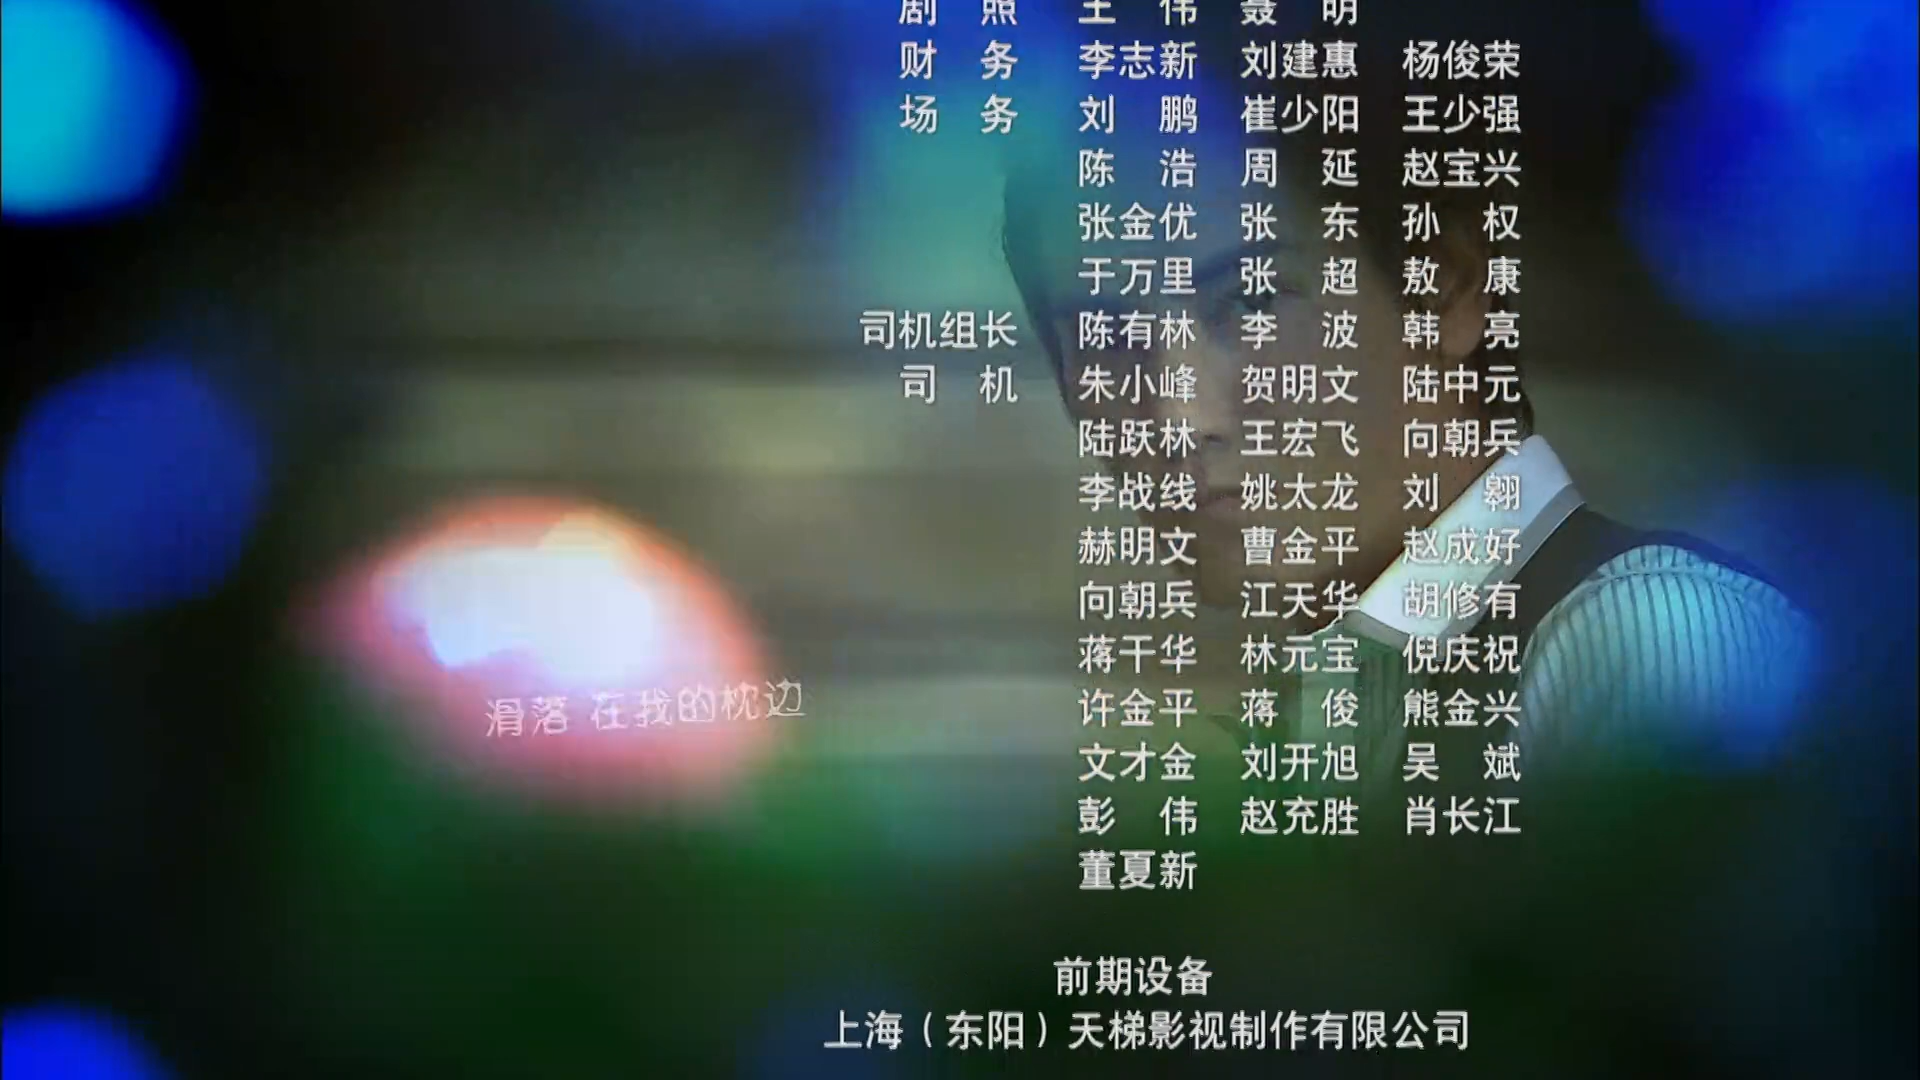 剧 照 王 伟 聂 明
财 务 李志新 刘建惠 杨俊荣
场 务 刘 鹏 崔少阳 王少强
陈 浩 周 延 赵宝兴
张金优 张 东 孙 权
于万里 张 超 敖 康
司机组长 陈有林 李 波 韩 亮
司 机 朱小峰 贺明文 陆中元
陆跃林 王宏飞 向朝兵
李战线 姚太龙 刘 翱
赫明文 曹金平 赵成好
向朝兵 江天华 胡修有
蒋干华 林元宝 倪庆祝
许金平 蒋 俊 熊金兴
文才金 刘开旭 吴 斌
彭 伟 赵充胜 肖长江
董夏新
滑落 在我的枕边
前期设备
上海（东阳）天梯影视制作有限公司